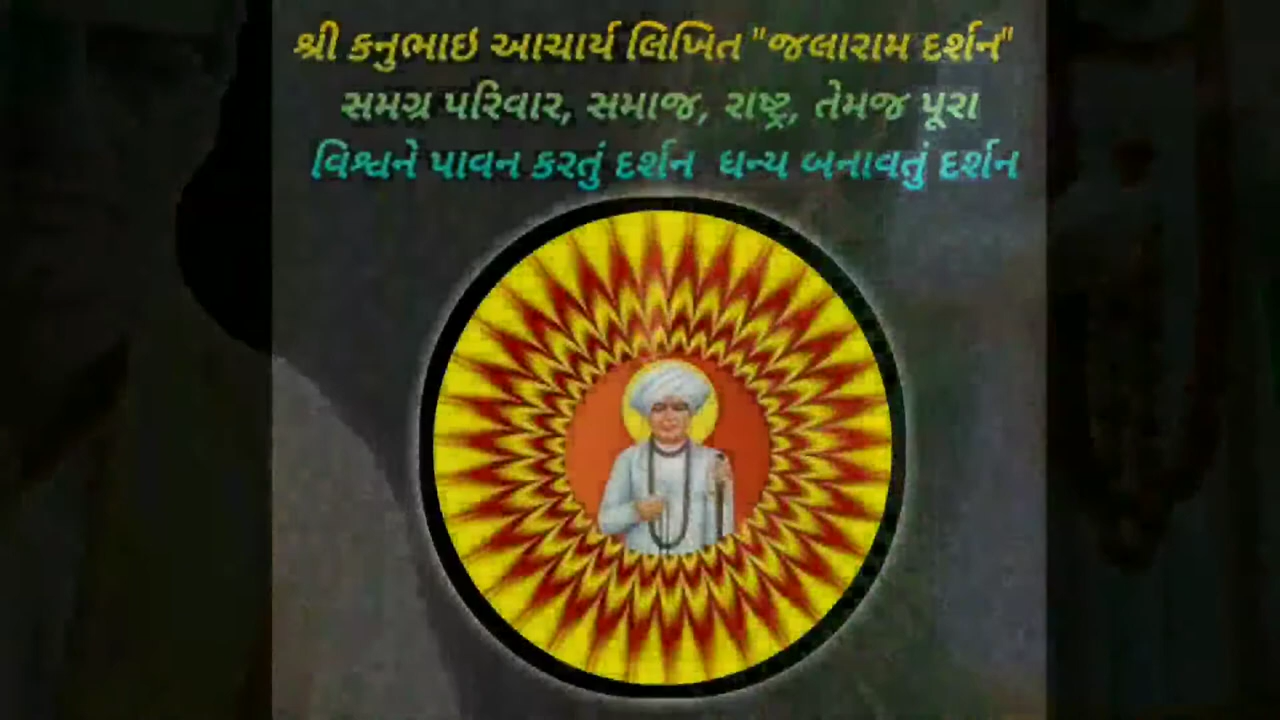 શ્રી કનુભાઇ આચાર્ય લિખિત "જલારામ દર્શન"
સમગ્ર પરિવાર, સમાજ, રાષ્ટ્ર, તેમજ પૂરા
વિશ્વને પાવન કરતું દર્શન ધન્ય બનાવતું દર્શન